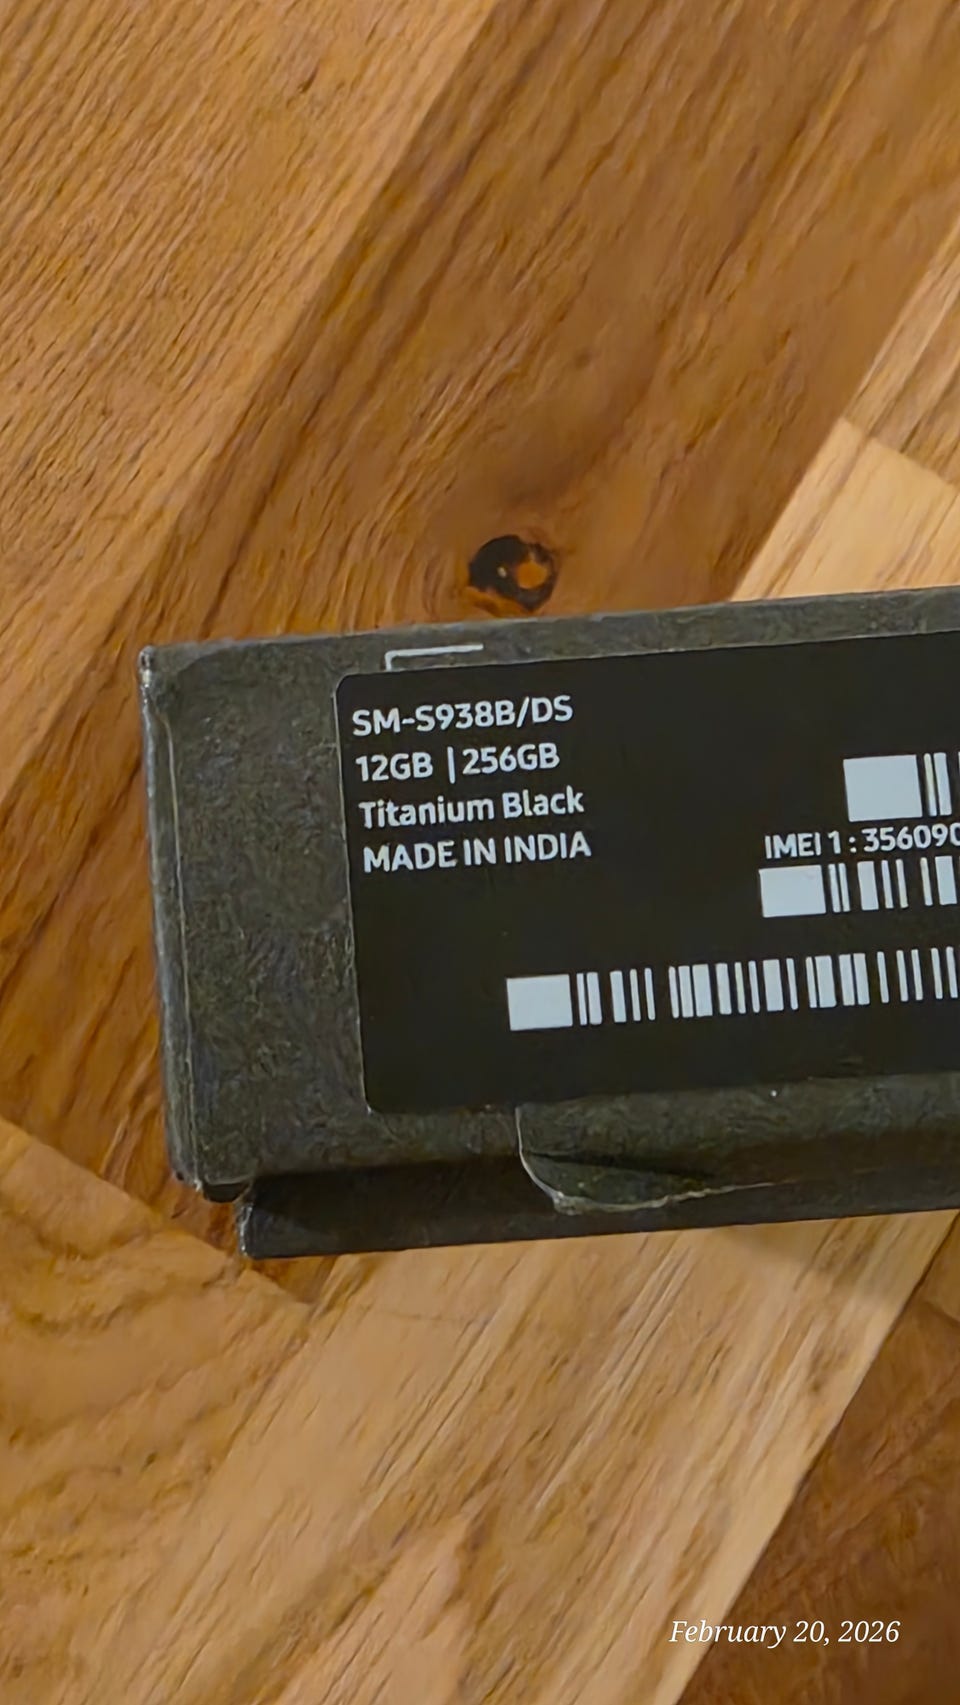 SM-S938B/DS
12GB | 256GB
Titanium Black
MADE IN INDIA
IMEI 1 : 356090
February 20, 2026